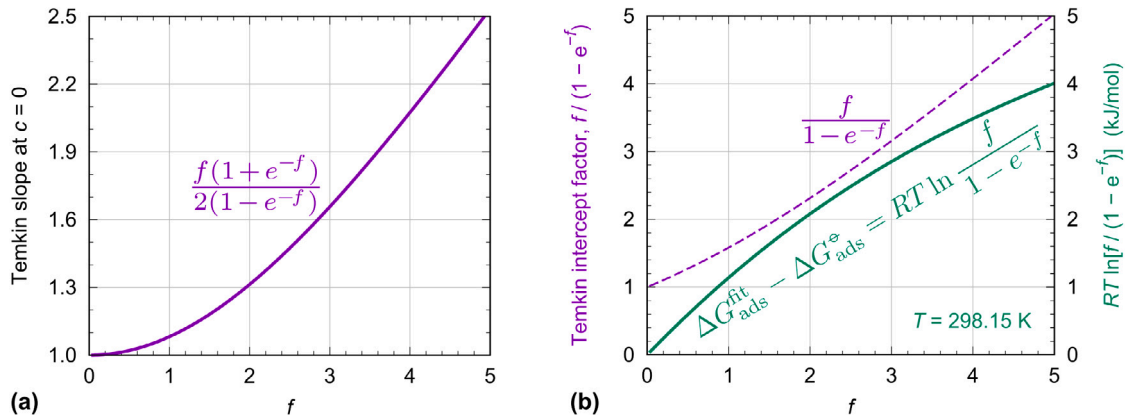 2.5
2.2
1.9
1.6
1.3
1.0
Temkin slope at c = 0
f(1 + e^{-f})
2(1 − e^{-f})
0 1 2 3 4 5
f
(a)
5
4
3
2
1
0
Temkin intercept factor, f / (1 − e^{-f})
f
1 − e^{-f}
ΔG_{ads}^{fit} − ΔG_{ads}^{⊖} = RT ln f / 1 − e^{-f}
T = 298.15 K
5
4
3
2
1
0
RT ln[f / (1 − e^{-f})] (kJ/mol)
0 1 2 3 4 5
f
(b)